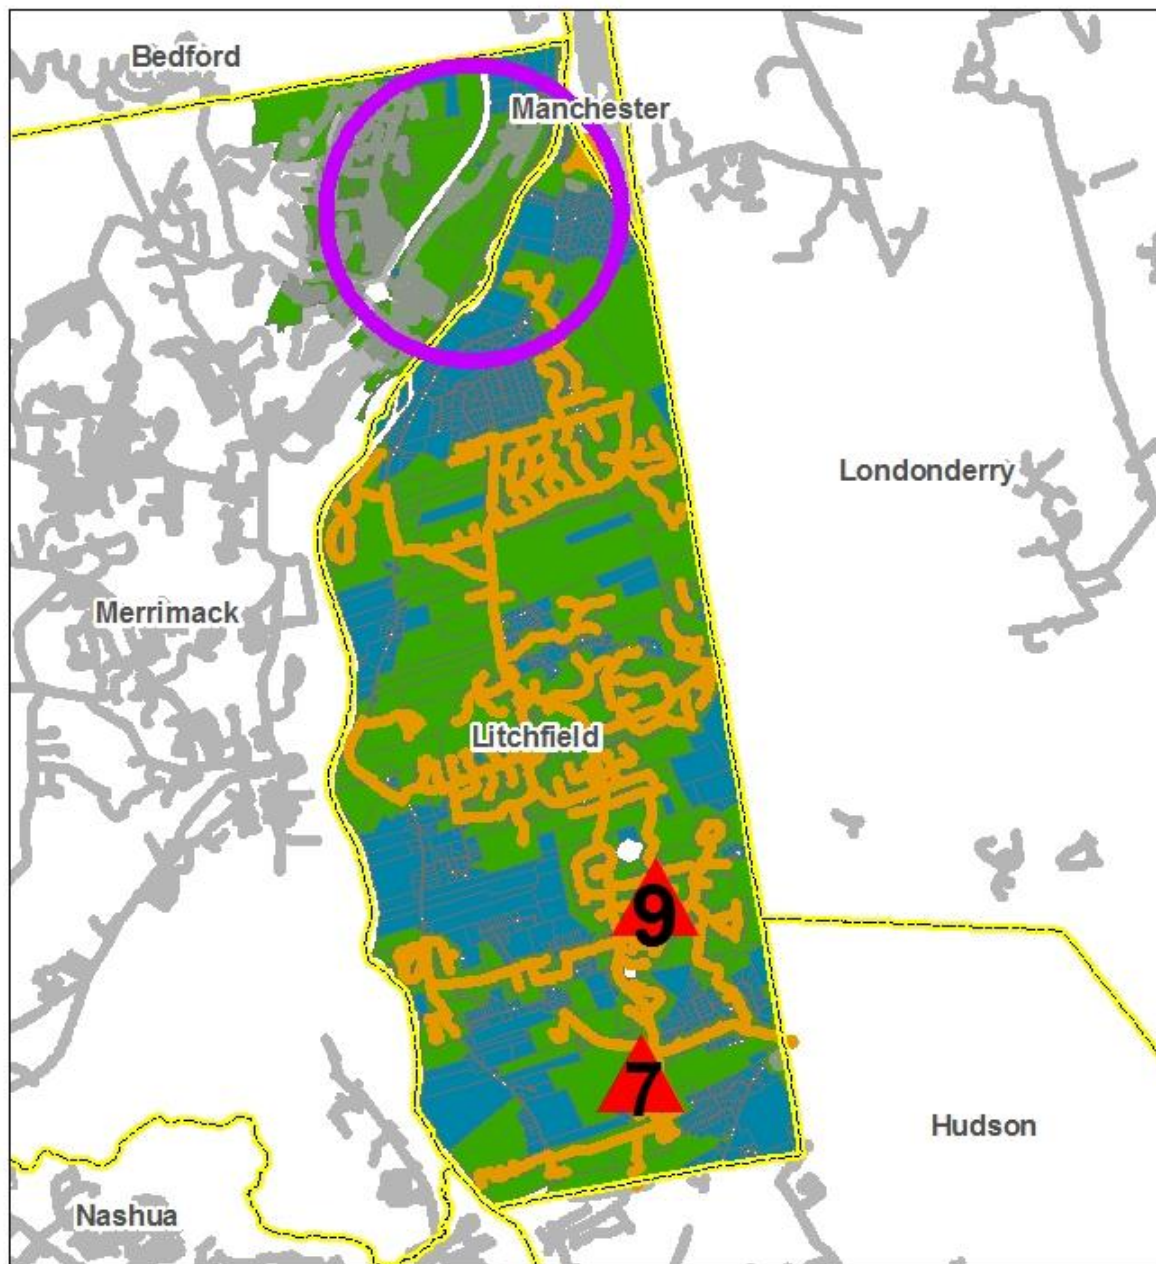 Bedford
Manchester
Londonderry
Merrimack
Litchfield
9
7
Hudson
Nashua